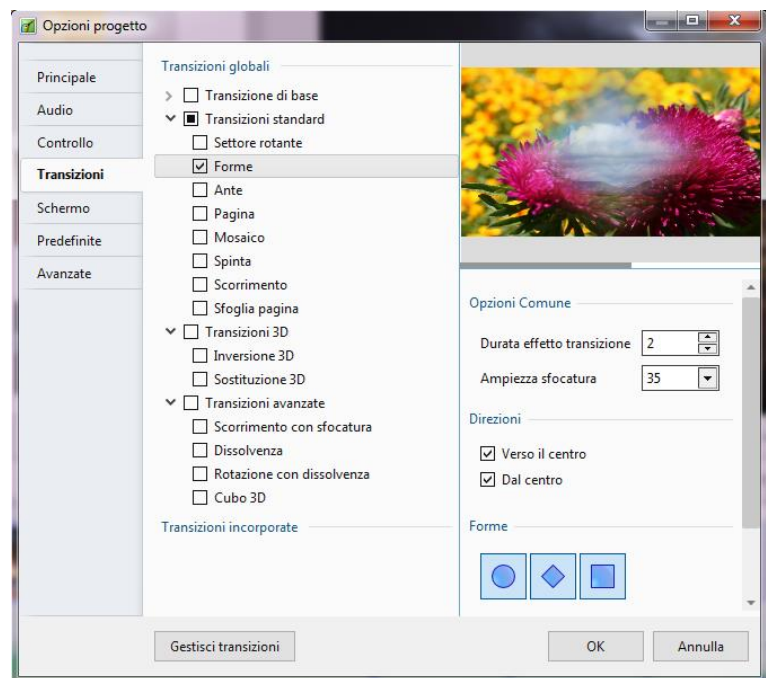 Opzioni progetto
Principale
Audio
Controllo
Transizioni
Schermo
Predefinite
Avanzate
Transizioni globali
Transizione di base
Transizioni standard
Settore rotante
Forme
Ante
Pagina
Mosaico
Spinta
Scorrimento
Sfoglia pagina
Transizioni 3D
Inversione 3D
Sostituzione 3D
Transizioni avanzate
Scorrimento con sfocatura
Dissolvenza
Rotazione con dissolvenza
Cubo 3D
Transizioni incorporate
Opzioni Comune
Durata effetto transizione 2
Ampiezza sfocatura 35
Direzioni
Verso il centro
Dal centro
Forme
Gestisci transizioni
OK
Annulla